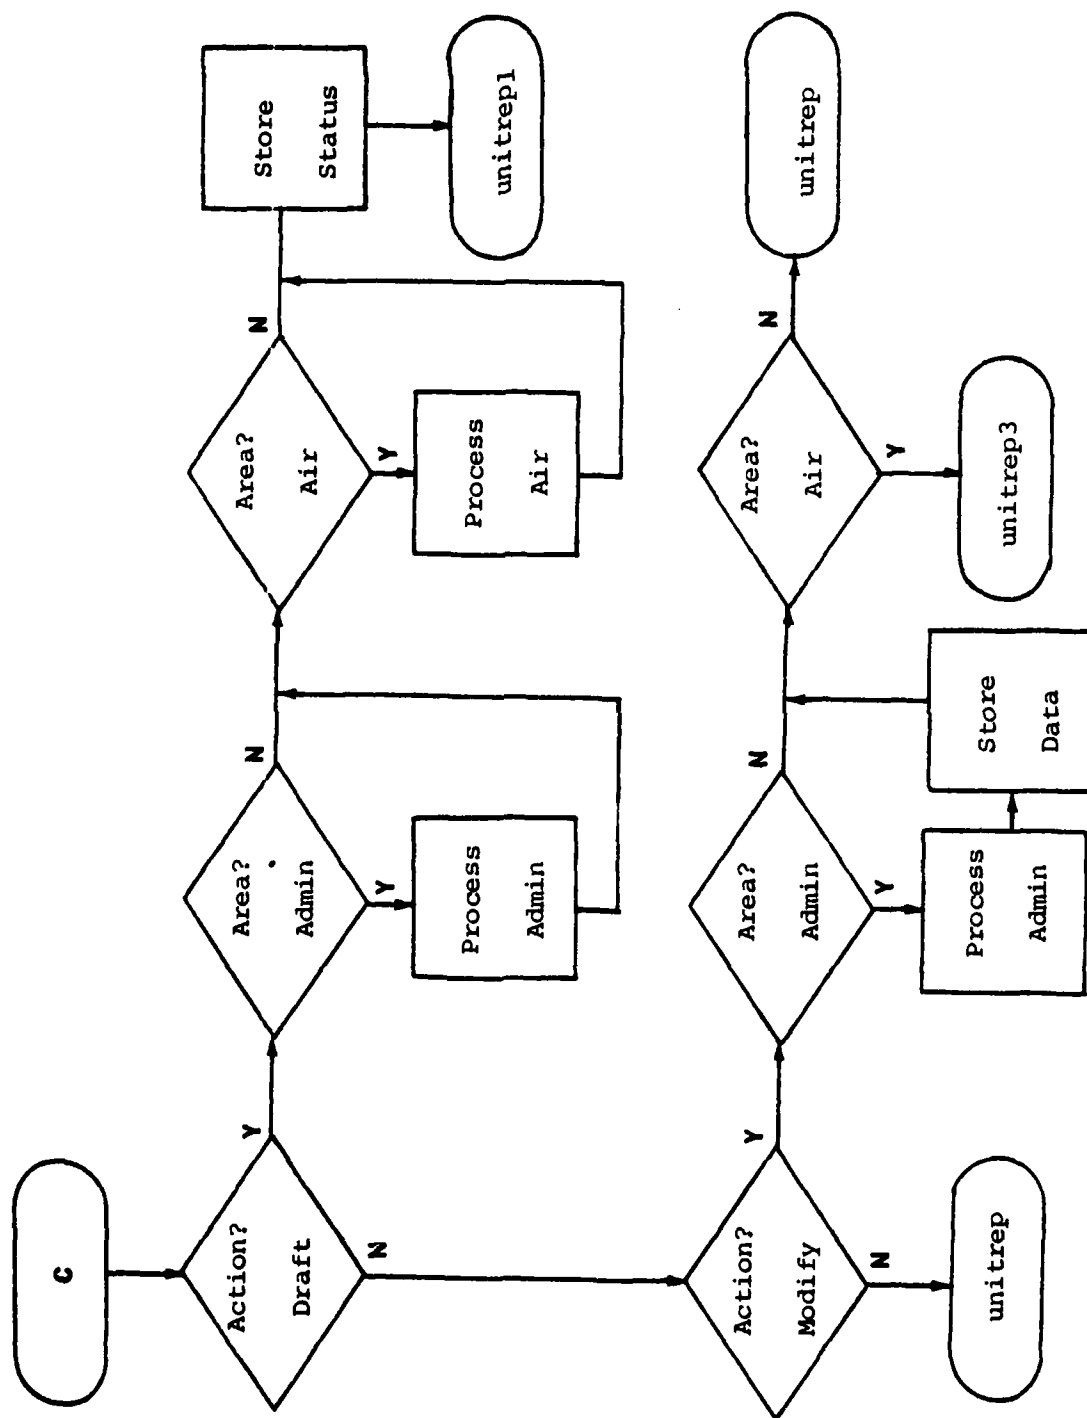 C
Action?
Draft
Y
N
Area?
Admin
Y
N
Process
Admin
Area?
Air
Y
N
Process
Air
Store
Status
unitrep1
Action?
Modify
Y
N
unitrep
Area?
Admin
Y
N
Process
Admin
Store
Data
Area?
Air
Y
N
unitrep3
unitrep